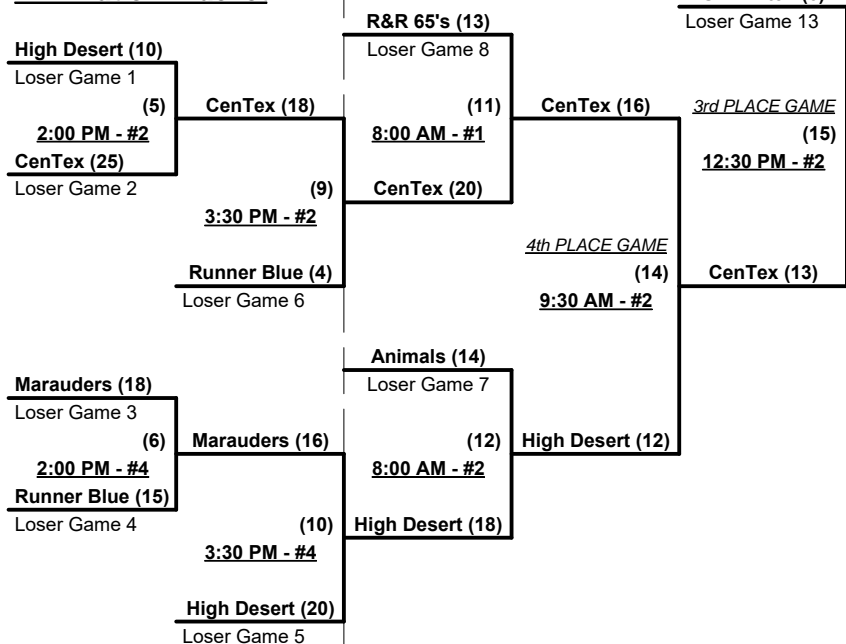 R&R 65's (13)
Loser Game 13
High Desert (10)
Loser Game 8
Loser Game 1
(5)
CenTex (18)
(11)
CenTex (16)
3rd PLACE GAME
2:00 PM - #2
8:00 AM - #1
(15)
CenTex (25)
12:30 PM - #2
Loser Game 2
(9)
CenTex (20)
3:30 PM - #2
4th PLACE GAME
Runner Blue (4)
(14)
CenTex (13)
Loser Game 6
9:30 AM - #2
Animals (14)
Marauders (18)
Loser Game 7
Loser Game 3
(6)
Marauders (16)
(12)
High Desert (12)
2:00 PM - #4
8:00 AM - #2
Runner Blue (15)
Loser Game 4
(10)
High Desert (18)
3:30 PM - #4
High Desert (20)
Loser Game 5